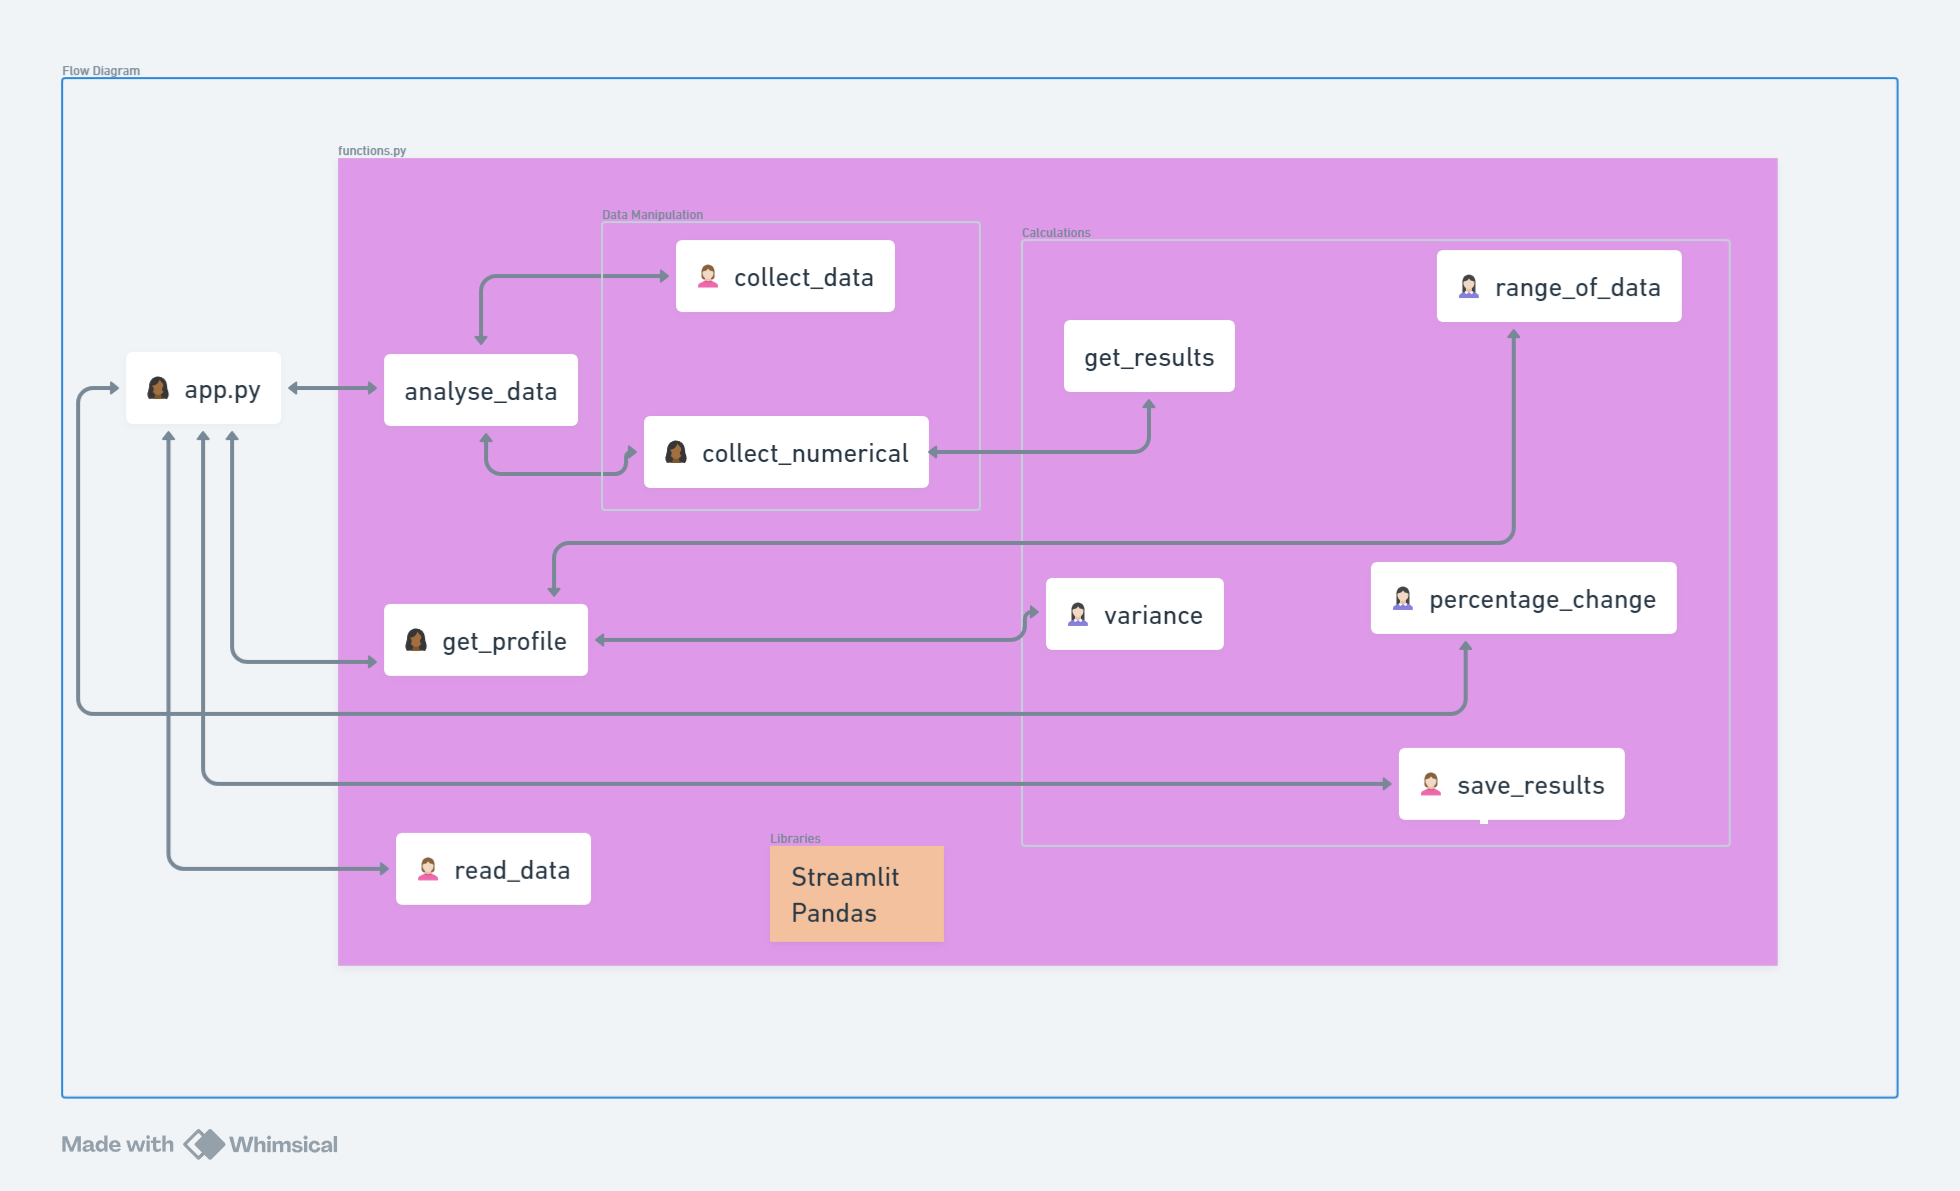 Flow Diagram
functions.py
Data Manipulation
collect_data
Calculations
range_of_data
get_results
app.py
analyse_data
collect_numerical
get_profile
variance
percentage_change
save_results
read_data
Libraries
Streamlit
Pandas
Made with Whimsical